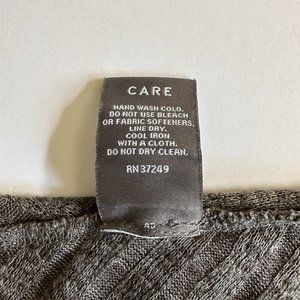 CARE
HAND WASH COLD.
DO NOT USE BLEACH
OR FABRIC SOFTENERS.
LINE DRY.
COOL IRON
WITH A CLOTH.
DO NOT DRY CLEAN.
RN 37249